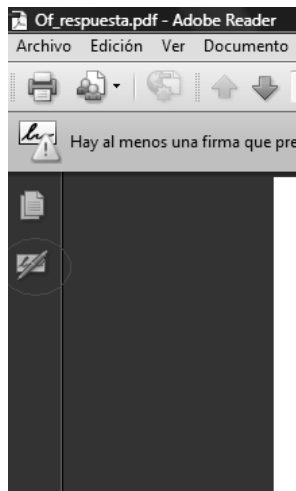 Of_respuesta.pdf - Adobe Reader
Archivo Edición Ver Documento
Hay al menos una firma que pre